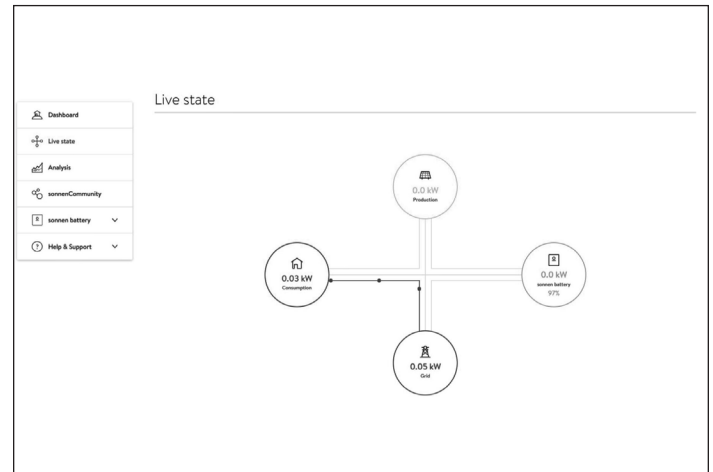 Live state
Dashboard
Live state
Analysis
sonnenCommunity
sonnen battery
Help & Support
0.0 kW
Production
0.03 kW
Consumption
0.0 kW
sonnen battery
97%
0.05 kW
Grid